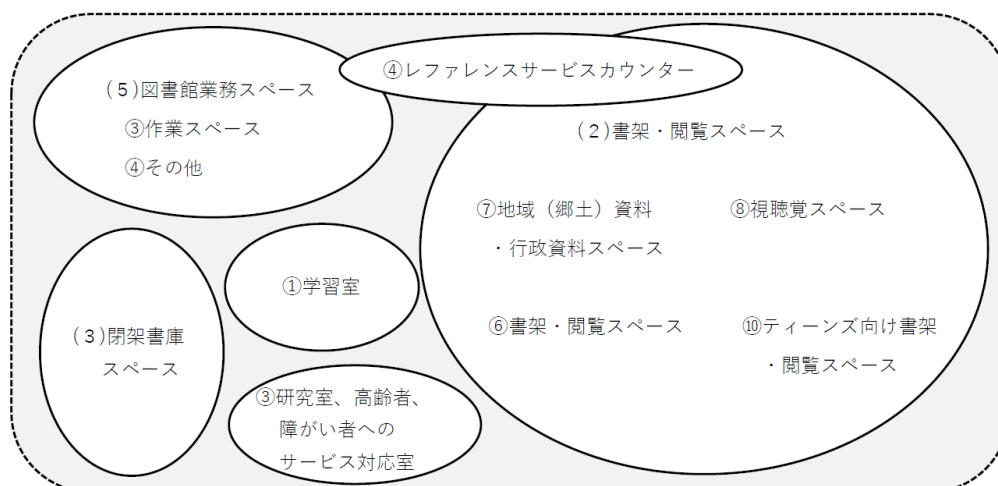 ④レファレンスサービスカウンター
(５)図書館業務スペース
③作業スペース
④その他
(２)書架・閲覧スペース
⑦地域（郷土）資料
・行政資料スペース
⑧視聴覚スペース
①学習室
(３)閉架書庫
スペース
⑥書架・閲覧スペース
⑩ティーンズ向け書架
・閲覧スペース
③研究室、高齢者、
障がい者への
サービス対応室